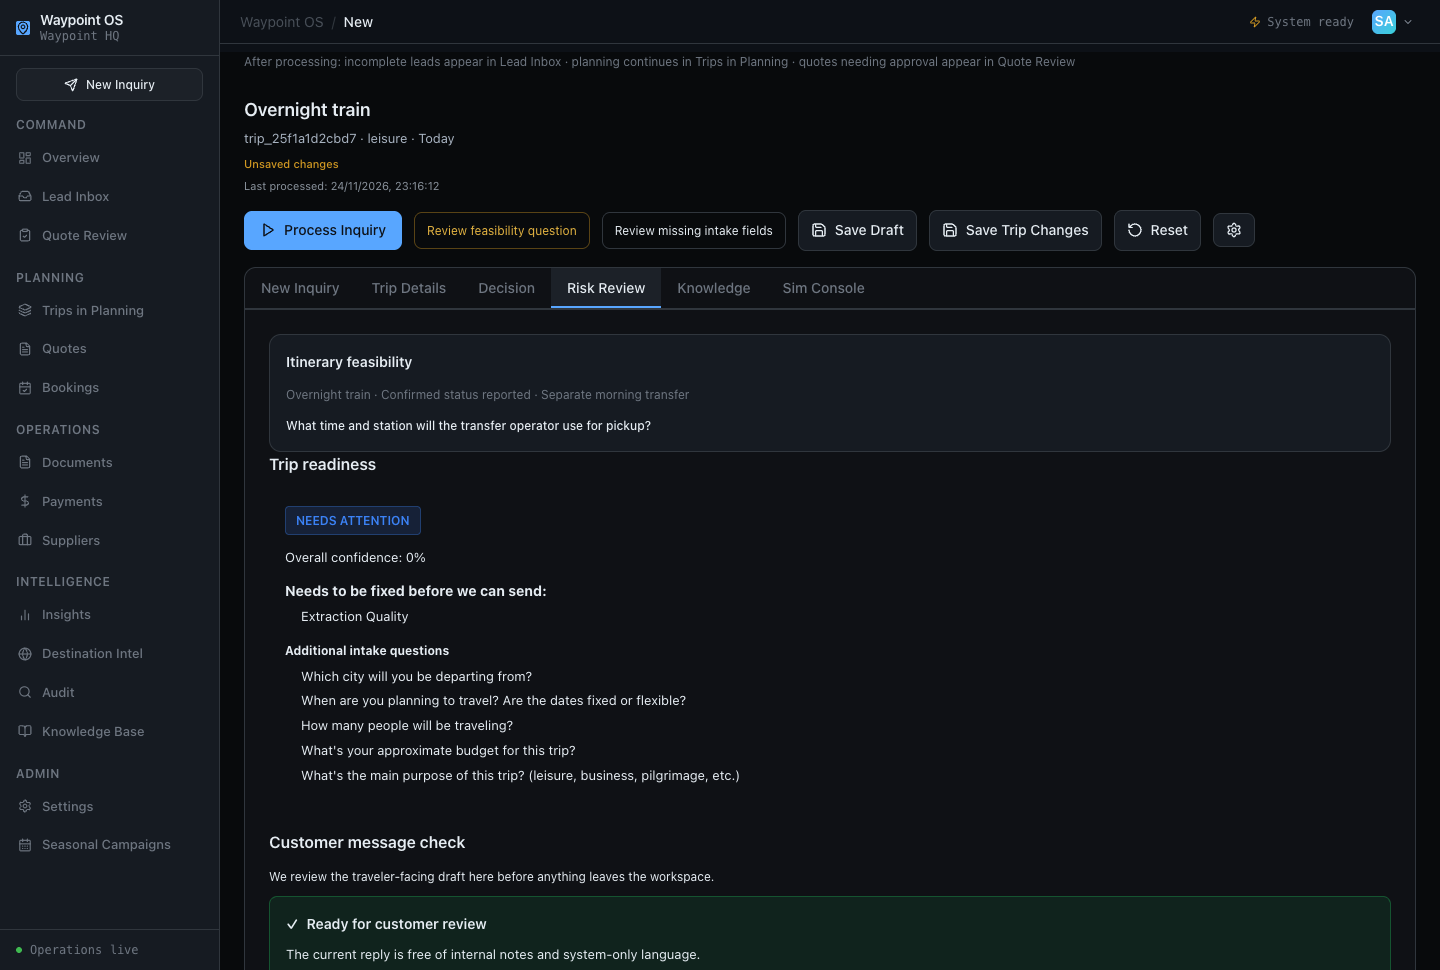 Waypoint OS
Waypoint HQ
New Inquiry
COMMAND
Overview
Lead Inbox
Quote Review
PLANNING
Trips in Planning
Quotes
Bookings
OPERATIONS
Documents
Payments
Suppliers
INTELLIGENCE
Insights
Destination Intel
Audit
Knowledge Base
ADMIN
Settings
Seasonal Campaigns
Operations live
Waypoint OS / New
System ready
SA
After processing: incomplete leads appear in Lead Inbox · planning continues in Trips in Planning · quotes needing approval appear in Quote Review
Overnight train
trip_25f1a1d2cbd7 · leisure · Today
Unsaved changes
Last processed: 24/11/2026, 23:16:12
Process Inquiry
Review feasibility question
Review missing intake fields
Save Draft
Save Trip Changes
Reset
New Inquiry
Trip Details
Decision
Risk Review
Knowledge
Sim Console
Itinerary feasibility
Overnight train · Confirmed status reported · Separate morning transfer
What time and station will the transfer operator use for pickup?
Trip readiness
NEEDS ATTENTION
Overall confidence: 0%
Needs to be fixed before we can send:
Extraction Quality
Additional intake questions
Which city will you be departing from?
When are you planning to travel? Are the dates fixed or flexible?
How many people will be traveling?
What's your approximate budget for this trip?
What's the main purpose of this trip? (leisure, business, pilgrimage, etc.)
Customer message check
We review the traveler-facing draft here before anything leaves the workspace.
✓ Ready for customer review
The current reply is free of internal notes and system-only language.